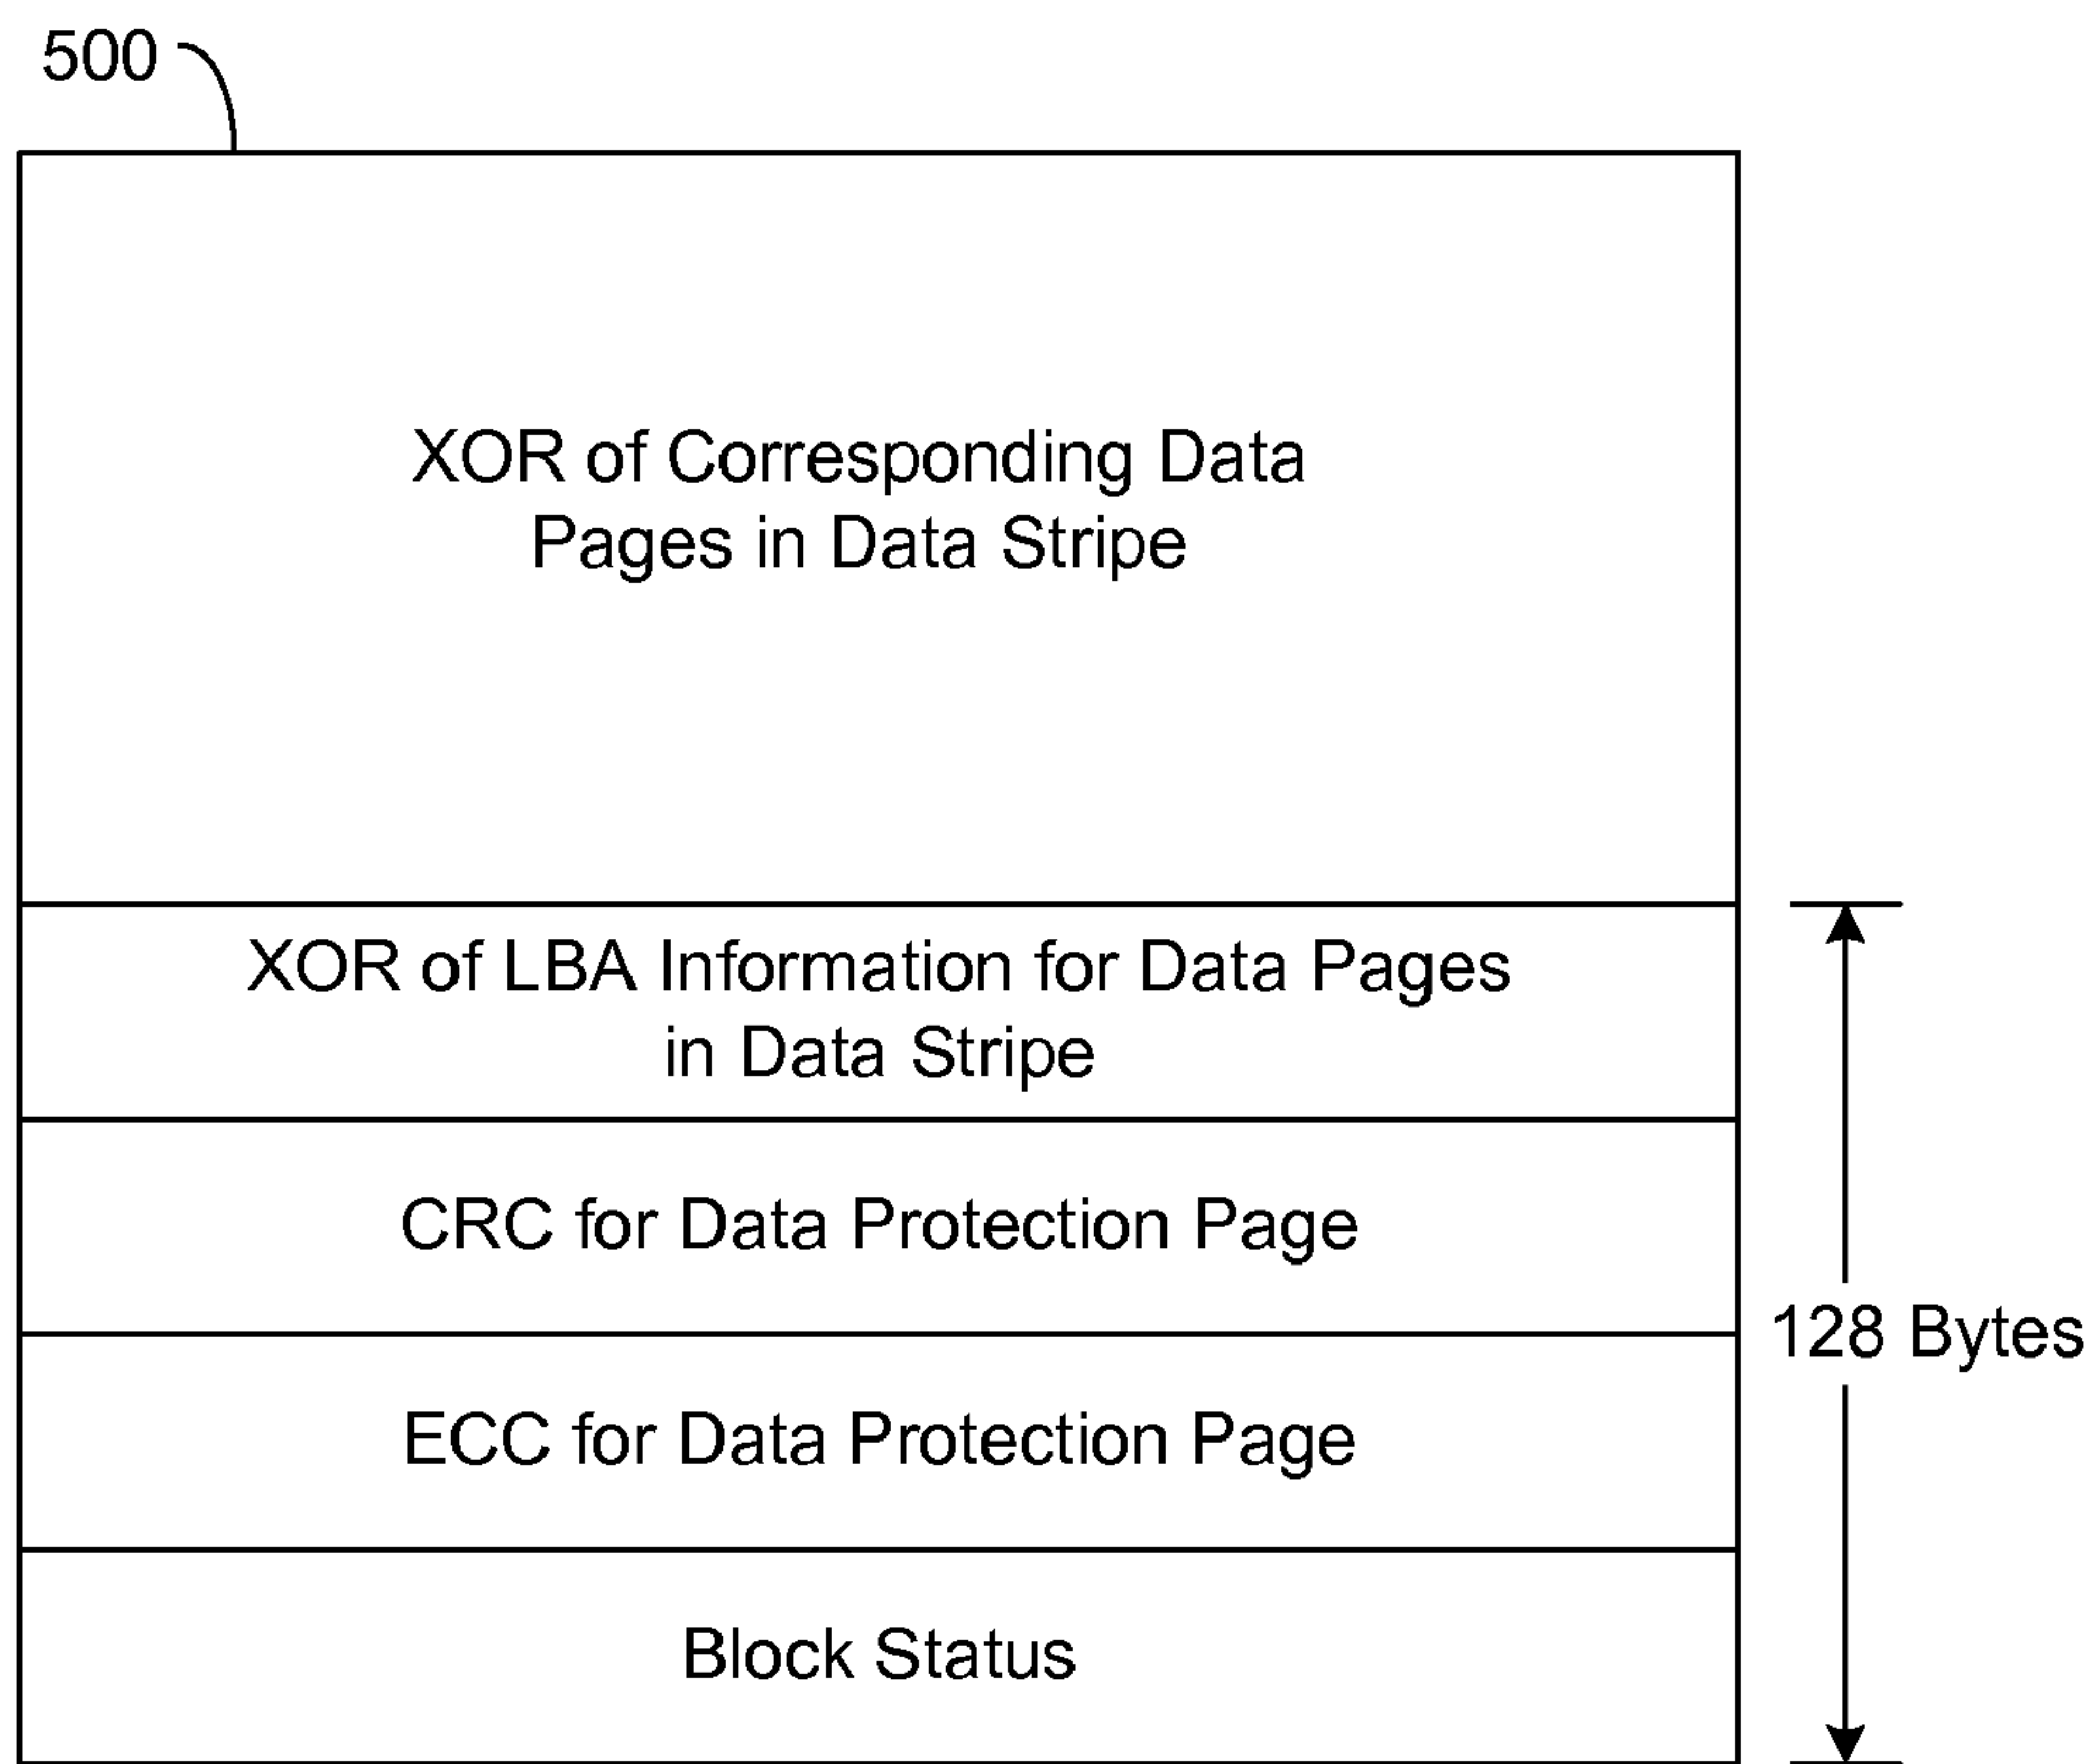 500
XOR of Corresponding Data
Pages in Data Stripe
XOR of LBA Information for Data Pages
in Data Stripe
CRC for Data Protection Page
128 Bytes
ECC for Data Protection Page
Block Status